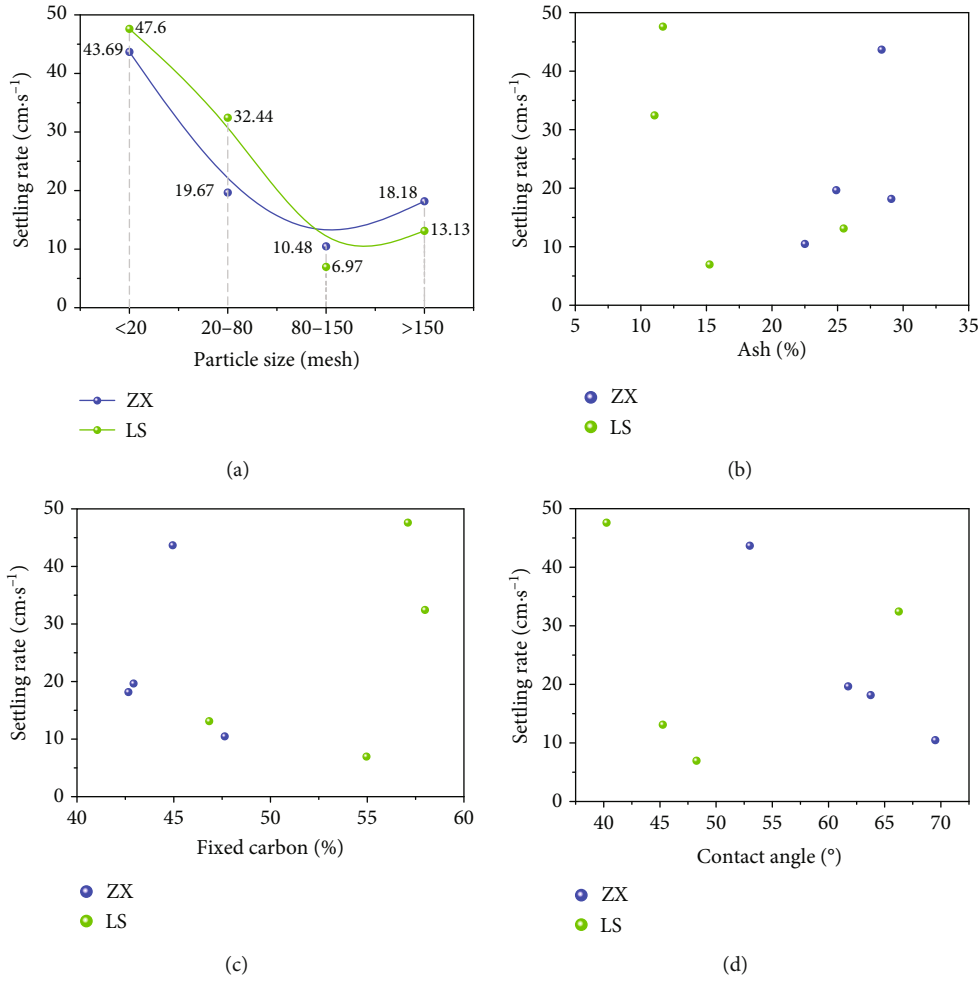 50
40
30
20
10
0
Settling rate (cm·s⁻¹)
47.6
43.69
32.44
19.67
18.18
13.13
10.48
6.97
<20
20–80
80–150
>150
Particle size (mesh)
ZX
LS
(a)
50
40
30
20
10
0
Settling rate (cm·s⁻¹)
5
10
15
20
25
30
35
Ash (%)
ZX
LS
(b)
50
40
30
20
10
0
Settling rate (cm·s⁻¹)
40
45
50
55
60
Fixed carbon (%)
ZX
LS
(c)
50
40
30
20
10
0
Settling rate (cm·s⁻¹)
40
45
50
55
60
65
70
Contact angle (°)
ZX
LS
(d)